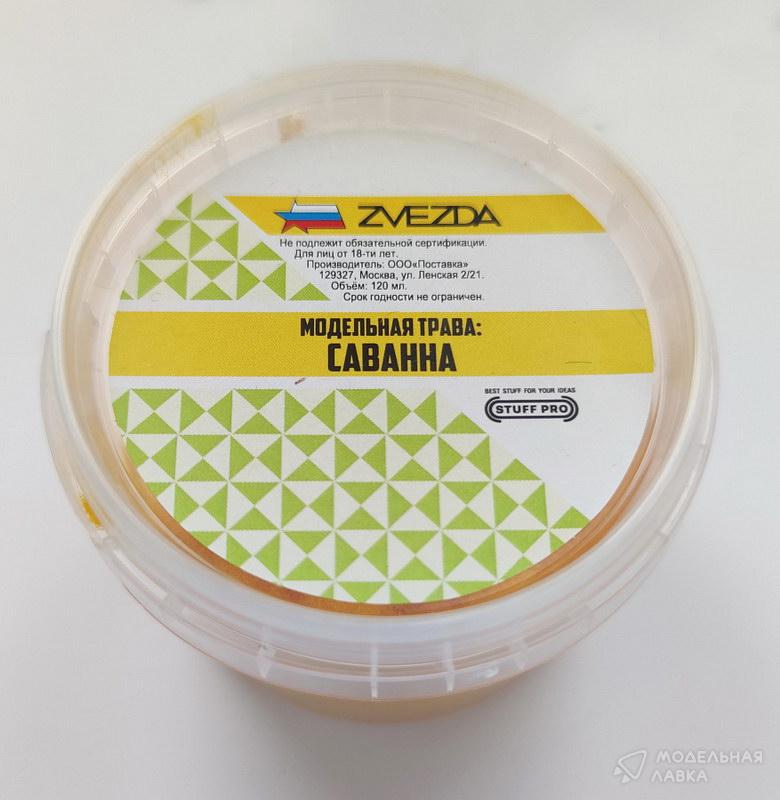 ZVEZDA
Не подлежит обязательной сертификации.
Для лиц от 18-ти лет.
Производитель: ООО«Поставка»
129327, Москва, ул. Ленская 2/21.
Объём: 120 мл.
Срок годности не ограничен.
МОДЕЛЬНАЯ ТРАВА:
САВАННА
BEST STUFF FOR YOUR IDEAS
STUFF PRO
МОДЕЛЬНАЯ
ЛАВКА